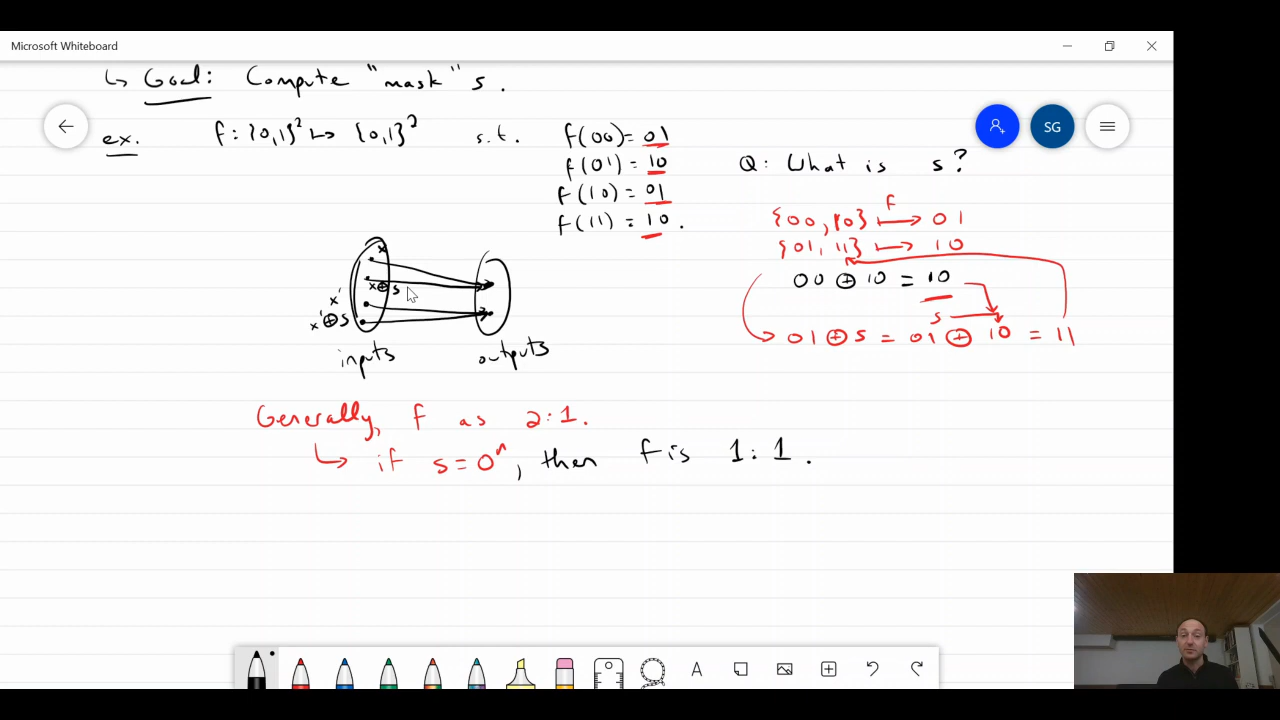 Microsoft Whiteboard
↳ Goal: Compute "mask" s.
SG
ex. f: {0,1}² ↦ {0,1}² s.t. f(00) = 01
f(01) = 10
f(10) = 01
f(11) = 10.
Q: What is s?
{00, 10} f ⟼ 01
{01, 11} ⟼ 10
00 ⊕ 10 = 10
s
01 ⊕ s = 01 ⊕ 10 = 11
x
x ⊕ s
x'
x' ⊕ s
inputs outputs
Generally, f as 2:1.
↳ if s = 0ⁿ, then f is 1:1.
A